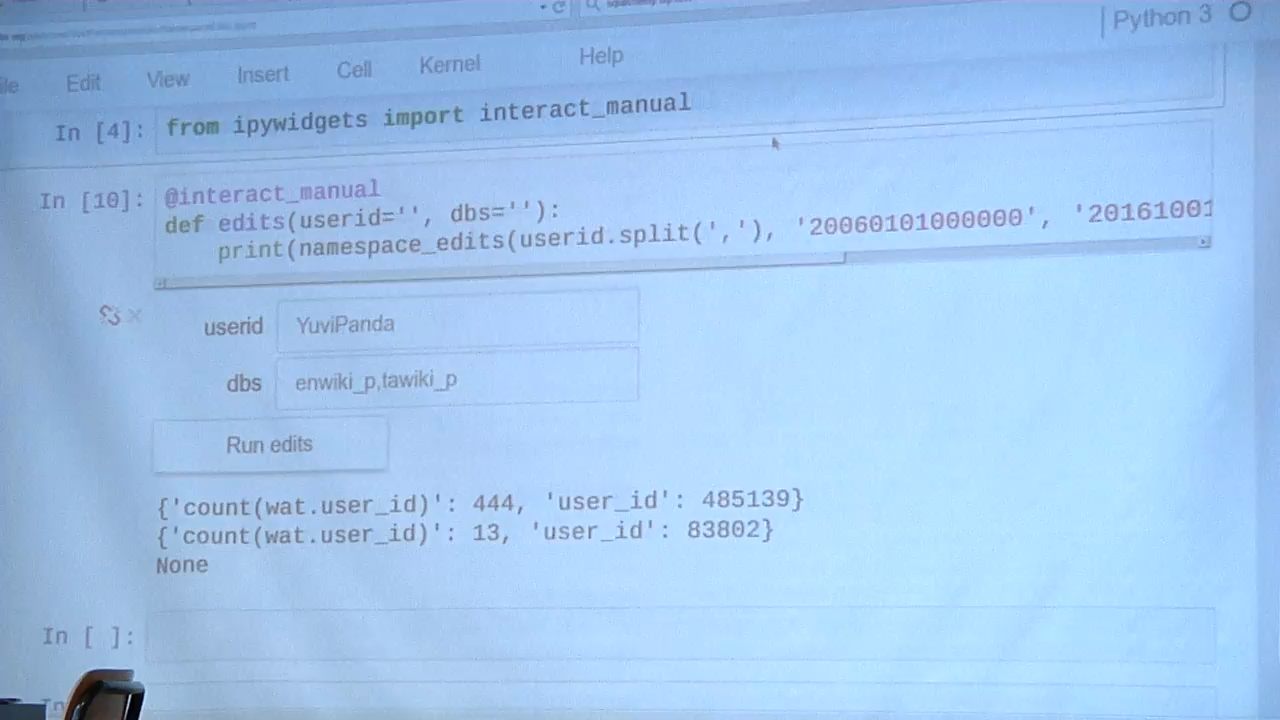 Python 3
Edit View Insert Cell Kernel Help
In [4]: from ipywidgets import interact_manual
In [10]: @interact_manual
def edits(userid='', dbs=''):
print(namespace_edits(userid.split(','), '20060101000000', '20161001
userid YuviPanda
dbs enwiki_p,tawiki_p
Run edits
{'count(wat.user_id)': 444, 'user_id': 485139}
{'count(wat.user_id)': 13, 'user_id': 83802}
None
In [ ]:
In